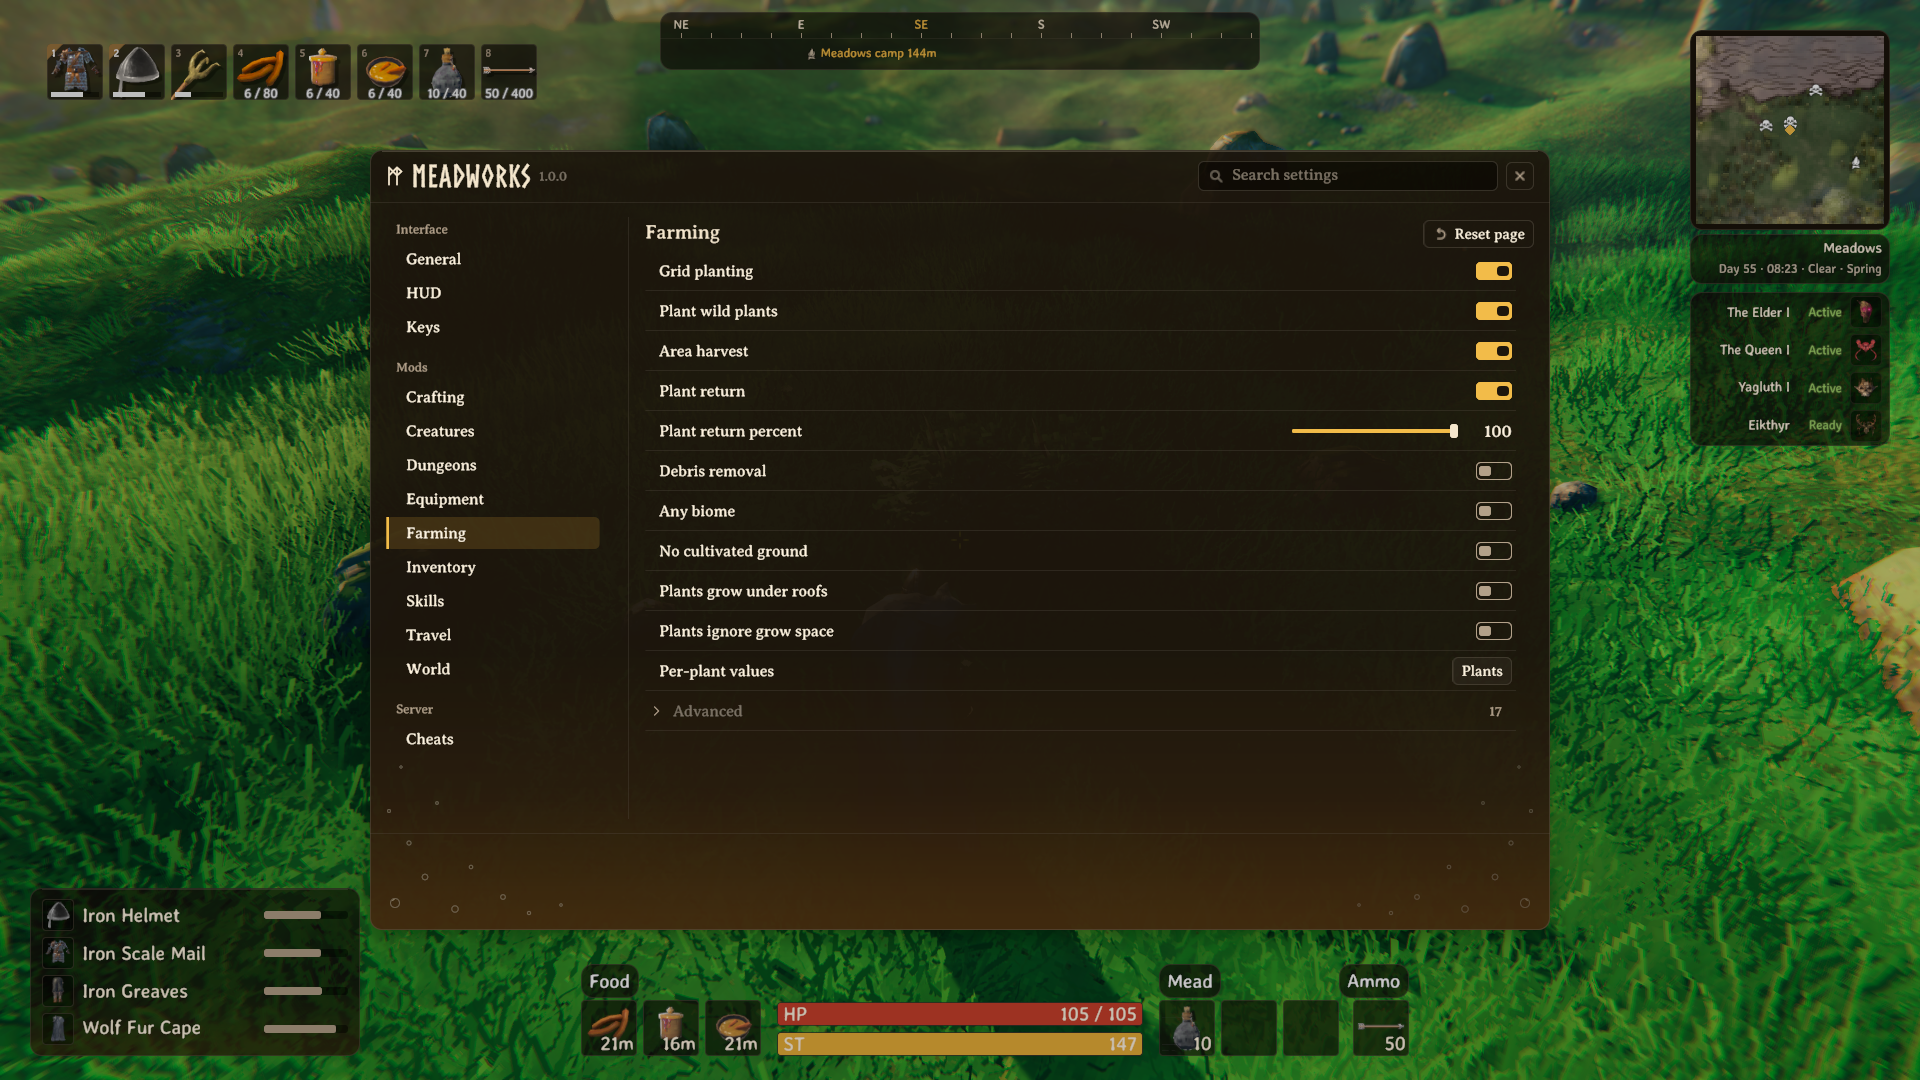 NE E SE S SW
Meadows camp 144m
1 2 3 4 5 6 7 8
6 / 80 6 / 40 6 / 40 10 / 40 50 / 400
MEADWORKS 1.0.0
Search settings
Interface
General
HUD
Keys
Mods
Crafting
Creatures
Dungeons
Equipment
Farming
Inventory
Skills
Travel
World
Server
Cheats
Farming
Reset page
Grid planting
Plant wild plants
Area harvest
Plant return
Plant return percent 100
Debris removal
Any biome
No cultivated ground
Plants grow under roofs
Plants ignore grow space
Per-plant values Plants
Advanced 17
Meadows
Day 55 · 08:23 · Clear · Spring
The Elder I Active
The Queen I Active
Yagluth I Active
Eikthyr Ready
Iron Helmet
Iron Scale Mail
Iron Greaves
Wolf Fur Cape
Food
21m 16m 21m
HP 105 / 105
ST 147
Mead
10
Ammo
50